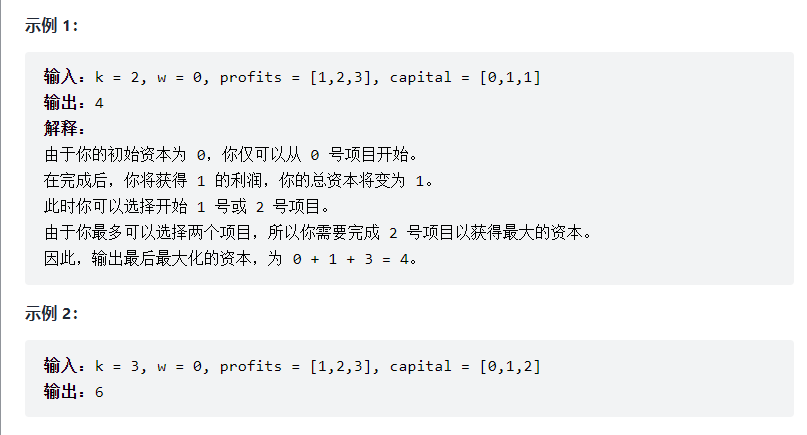 示例 1：
输入：k = 2, w = 0, profits = [1,2,3], capital = [0,1,1]
输出：4
解释：
由于你的初始资本为 0，你仅可以从 0 号项目开始。
在完成后，你将获得 1 的利润，你的总资本将变为 1。
此时你可以选择开始 1 号或 2 号项目。
由于你最多可以选择两个项目，所以你需要完成 2 号项目以获得最大的资本。
因此，输出最后最大化的资本，为 0 + 1 + 3 = 4。
示例 2：
输入：k = 3, w = 0, profits = [1,2,3], capital = [0,1,2]
输出：6